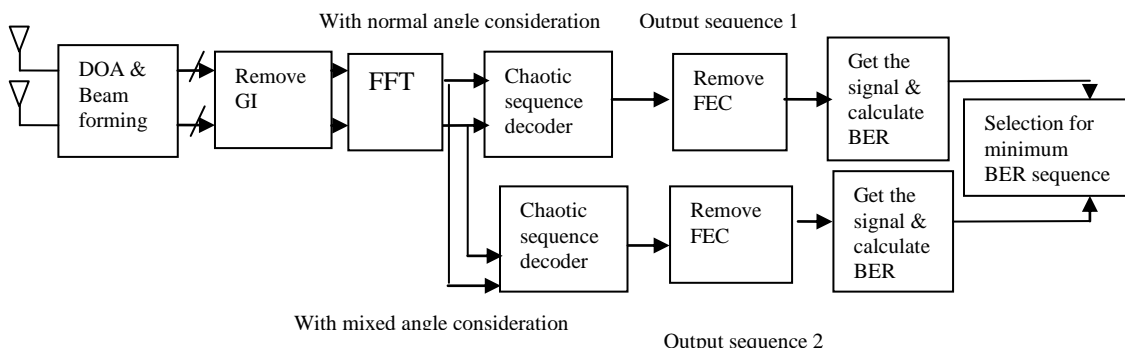 With normal angle consideration
Output sequence 1
DOA &
Beam
forming
Remove
GI
FFT
Chaotic
sequence
decoder
Remove
FEC
Get the
signal &
calculate
BER
Selection for
minimum
BER sequence
Chaotic
sequence
decoder
Remove
FEC
Get the
signal &
calculate
BER
With mixed angle consideration
Output sequence 2